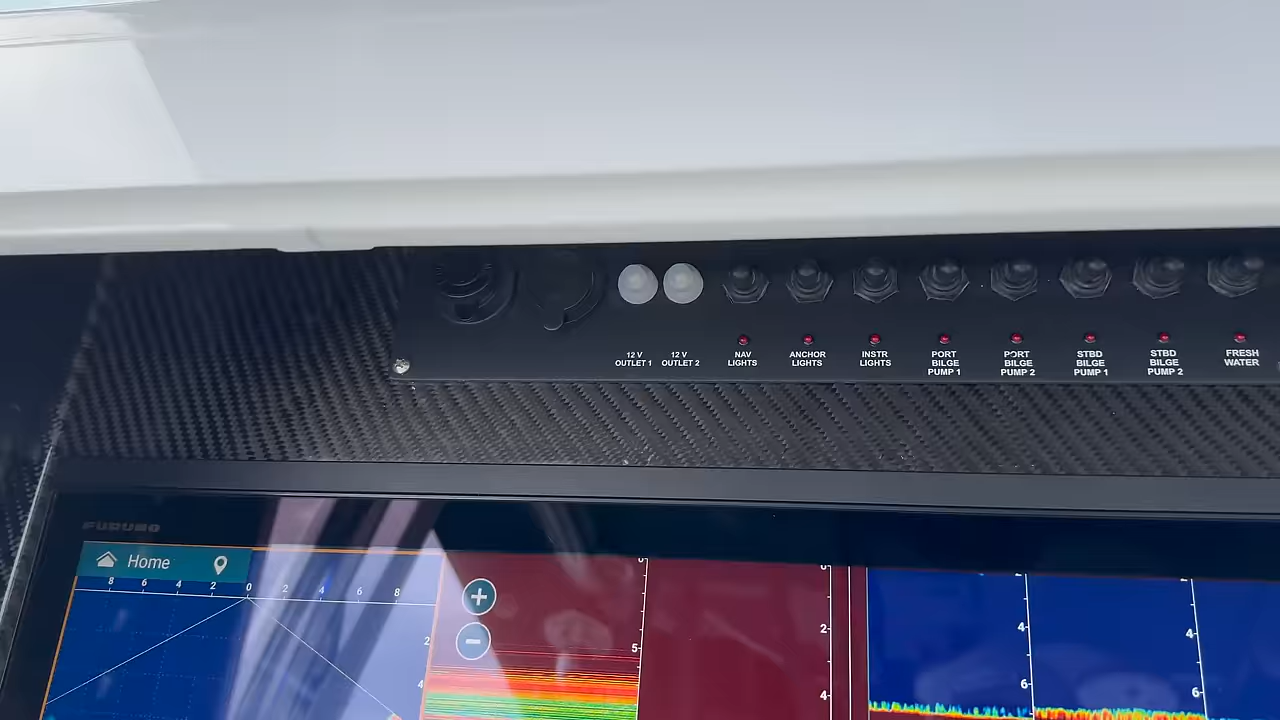 12 V
OUTLET 1
12 V
OUTLET 2
NAV
LIGHTS
ANCHOR
LIGHTS
INSTR
LIGHTS
PORT
BILGE
PUMP 1
PORT
BILGE
PUMP 2
STBD
BILGE
PUMP 1
STBD
BILGE
PUMP 2
FRESH
WATER
FURUNO
Home
8 6 4 2 0 2 4 6 8
2
4
0
5
0
2
4
2
4
6
2
4
6